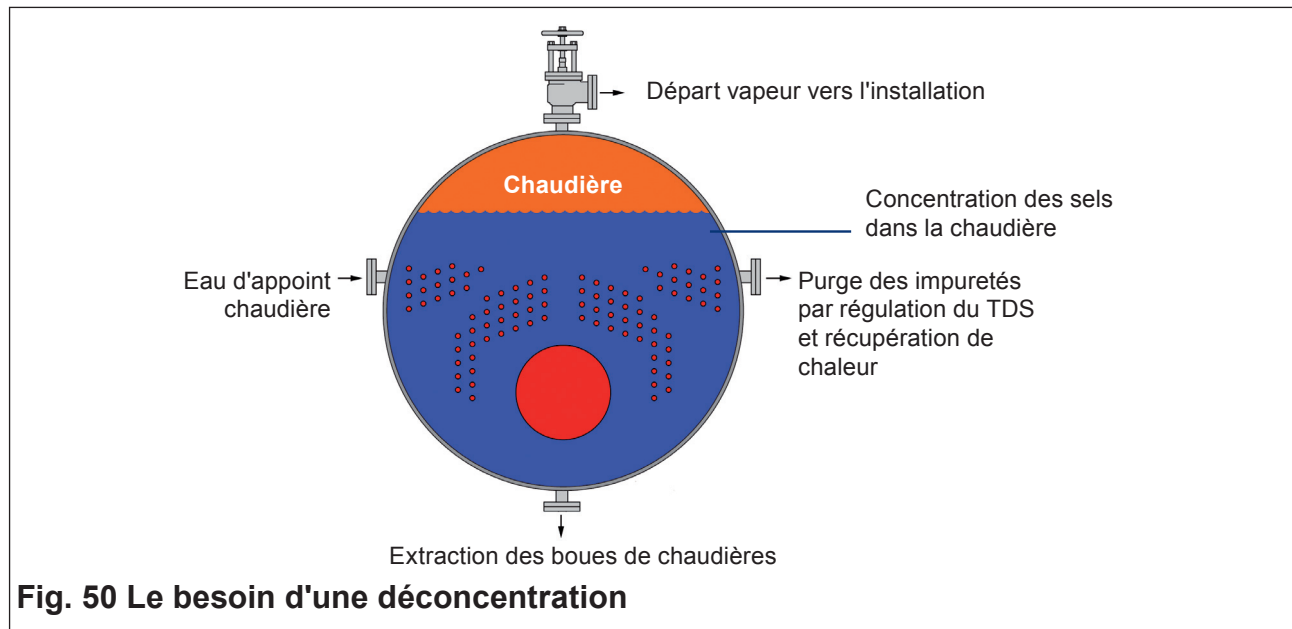 Départ vapeur vers l'installation
Chaudière
Concentration des sels
dans la chaudière
Eau d'appoint
chaudière
Purge des impuretés
par régulation du TDS
et récupération de
chaleur
Extraction des boues de chaudières
Fig. 50 Le besoin d'une déconcentration